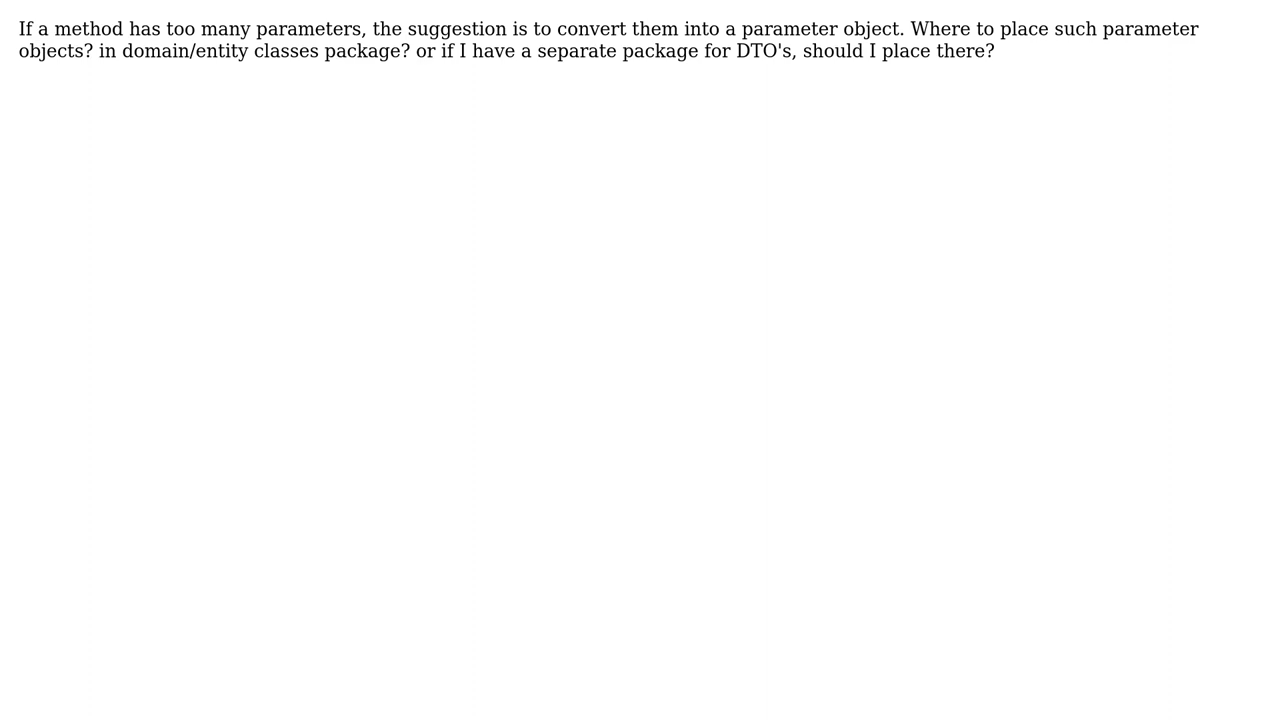 If a method has too many parameters, the suggestion is to convert them into a parameter object. Where to place such parameter
objects? in domain/entity classes package? or if I have a separate package for DTO's, should I place there?